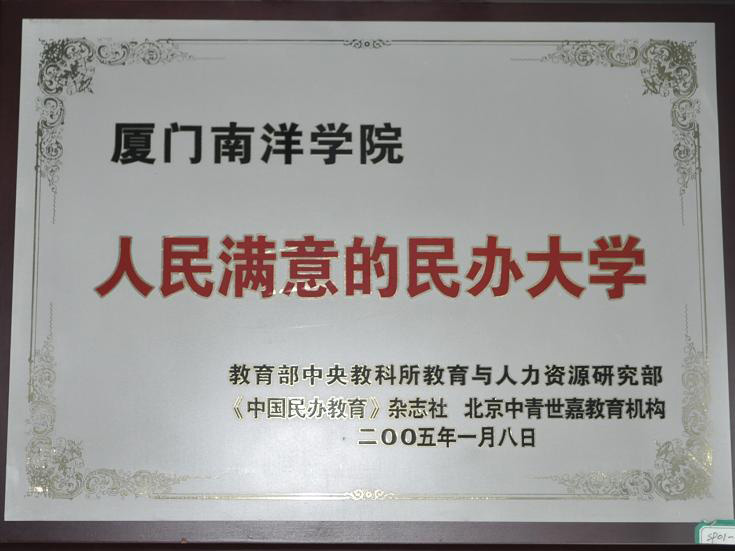 厦门南洋学院
人民满意的民办大学
教育部中央教科所教育与人力资源研究部
《中国民办教育》杂志社 北京中青世嘉教育机构
二00五年一月八日
SP01-